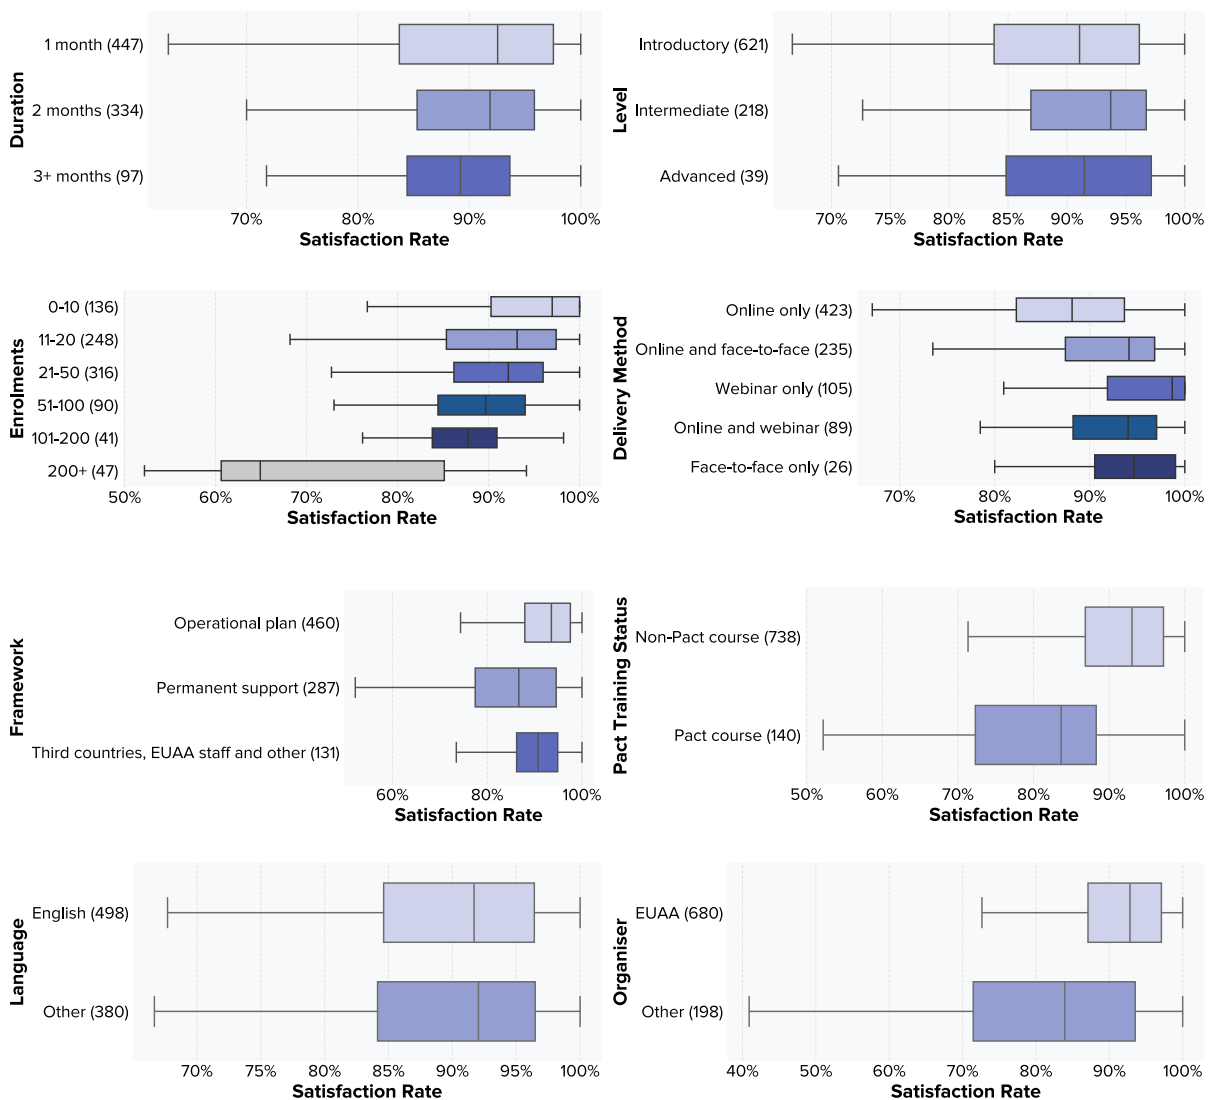 Duration
1 month (447)
2 months (334)
3+ months (97)
70% 80% 90% 100%
Satisfaction Rate
Level
Introductory (621)
Intermediate (218)
Advanced (39)
70% 75% 80% 85% 90% 95% 100%
Satisfaction Rate
Enrolments
0-10 (136)
11-20 (248)
21-50 (316)
51-100 (90)
101-200 (41)
200+ (47)
50% 60% 70% 80% 90% 100%
Satisfaction Rate
Delivery Method
Online only (423)
Online and face-to-face (235)
Webinar only (105)
Online and webinar (89)
Face-to-face only (26)
70% 80% 90% 100%
Satisfaction Rate
Framework
Operational plan (460)
Permanent support (287)
Third countries, EUAA staff and other (131)
60% 80% 100%
Satisfaction Rate
Pact Training Status
Non-Pact course (738)
Pact course (140)
50% 60% 70% 80% 90% 100%
Satisfaction Rate
Language
English (498)
Other (380)
70% 75% 80% 85% 90% 95% 100%
Satisfaction Rate
Organiser
EUAA (680)
Other (198)
40% 50% 60% 70% 80% 90% 100%
Satisfaction Rate